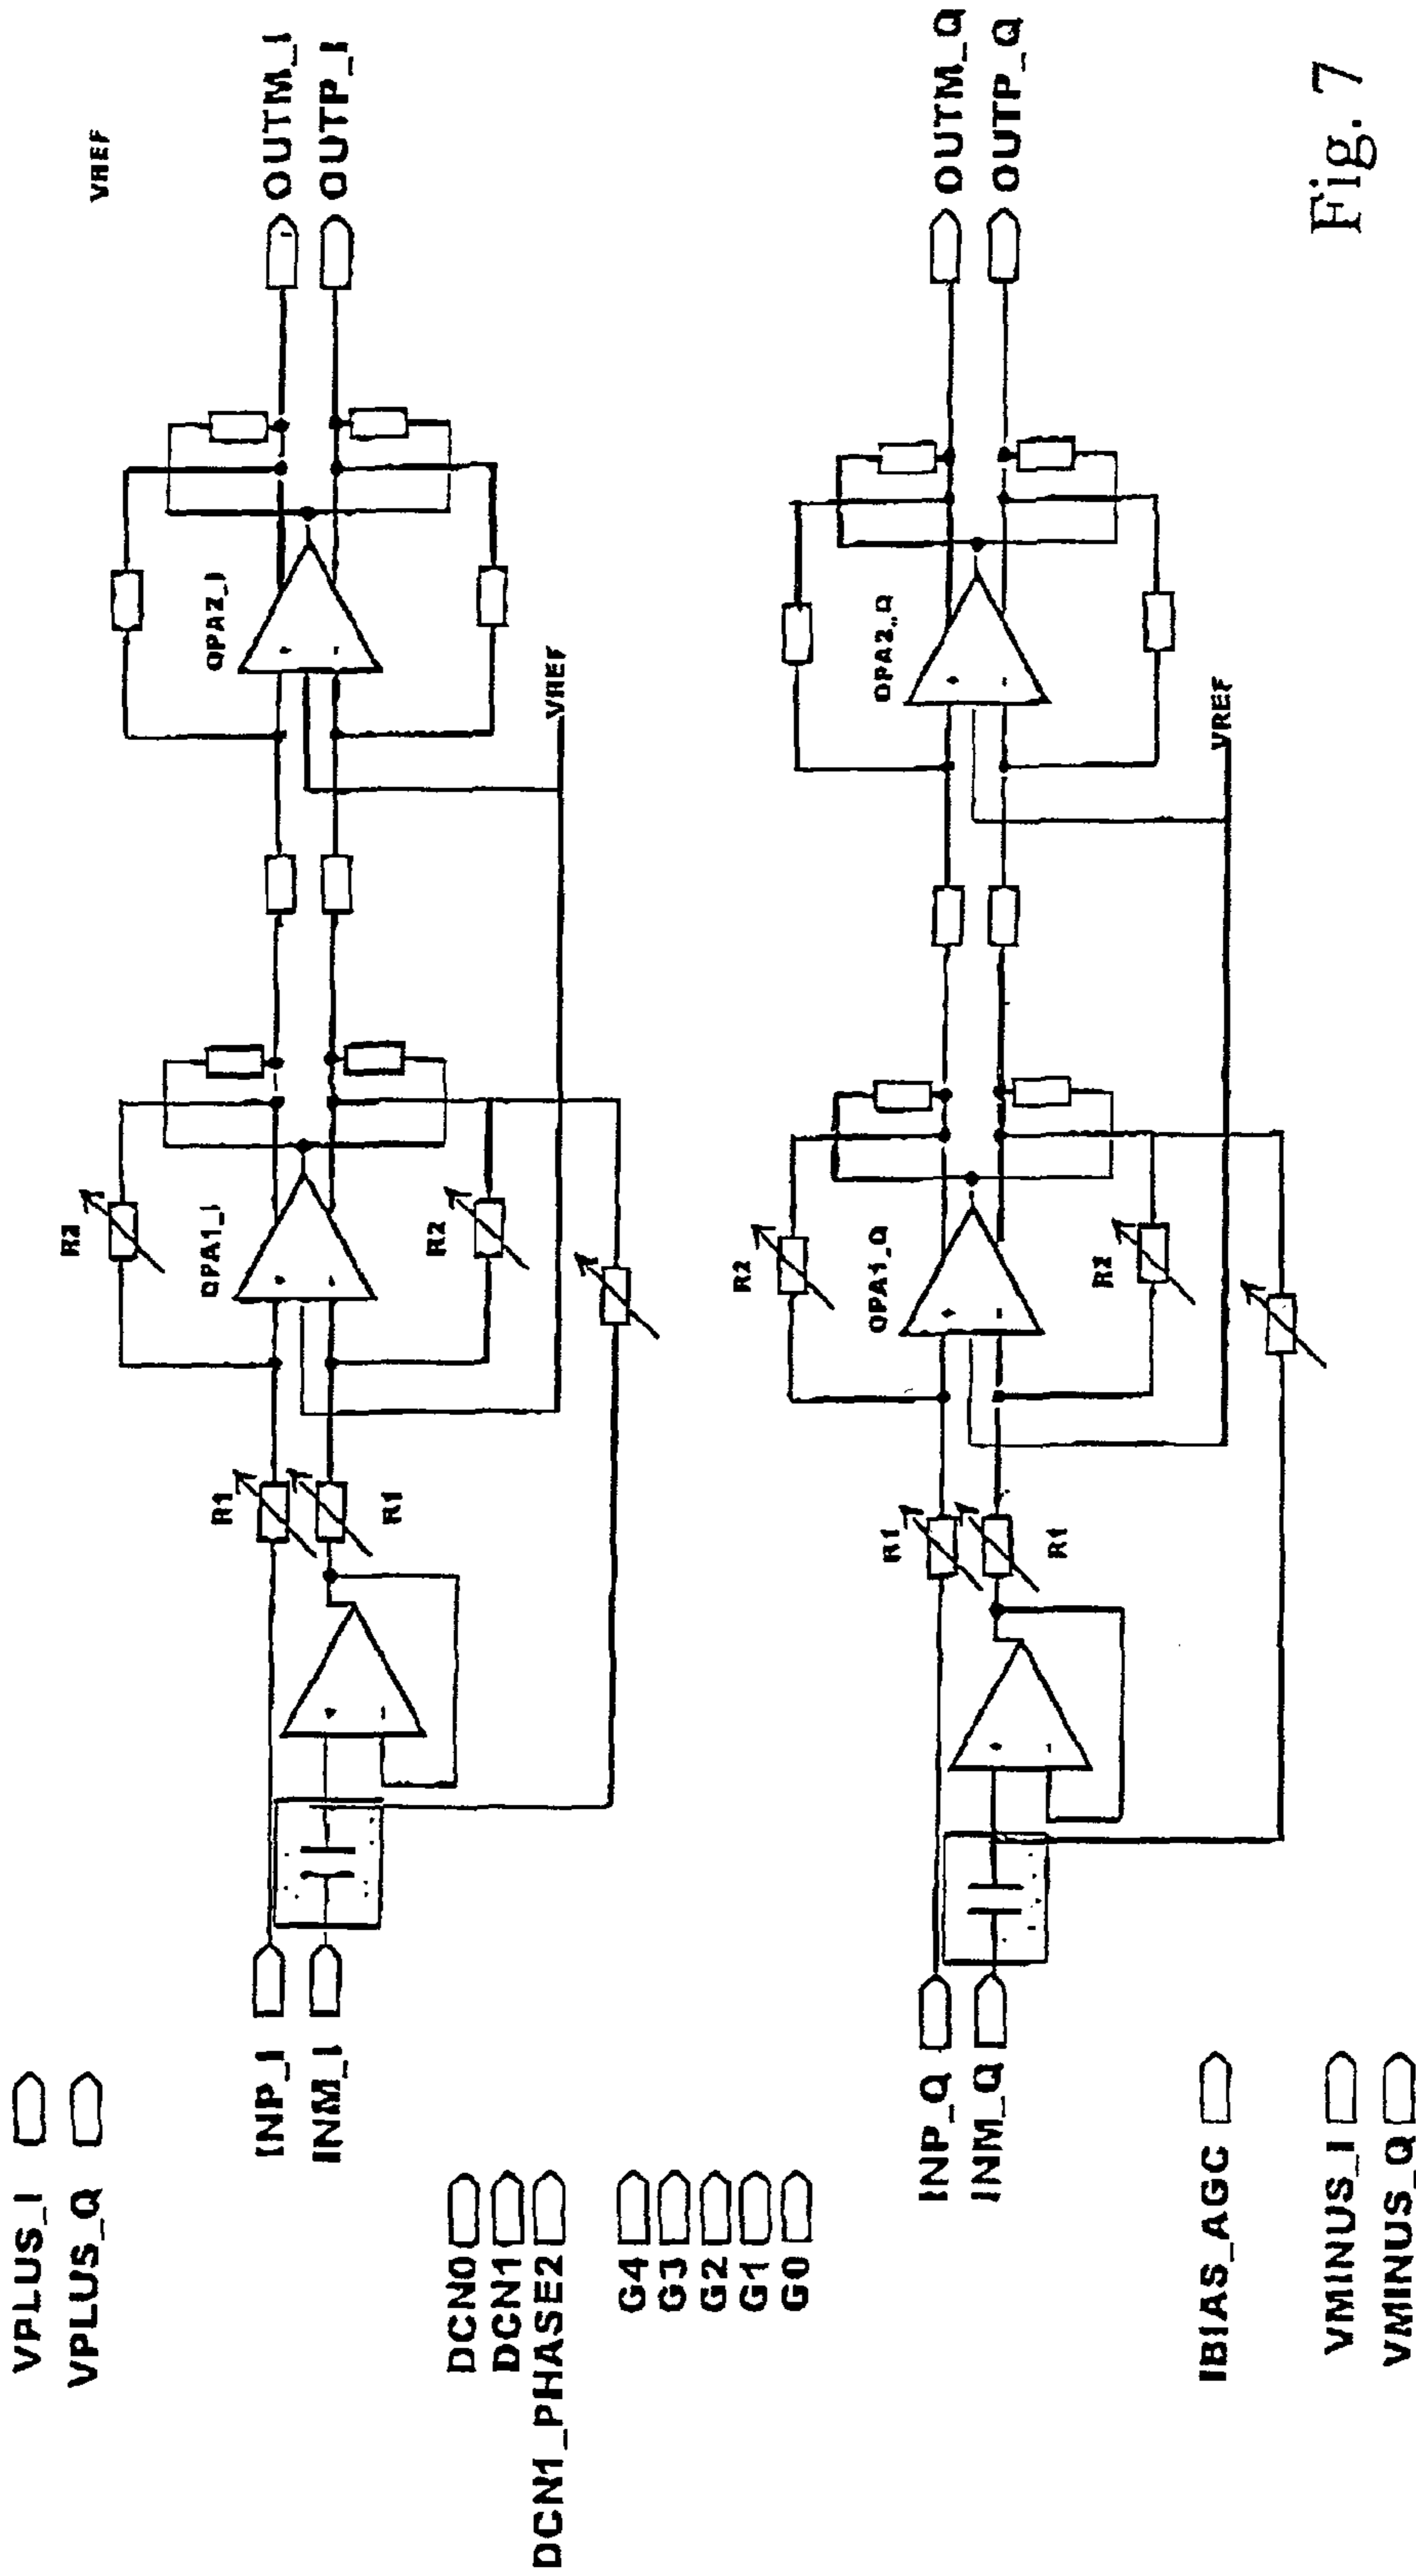 VPLUS_I
VPLUS_Q
VREF
INP_I
INM_I
R1
R1
R2
OPA1_I
R2
OPA2_I
VREF
OUTM_I
OUTP_I
DCN0
DCN1
DCN1_PHASE2
G4
G3
G2
G1
G0
INP_Q
INM_Q
R1
R1
R2
OPA1_Q
R2
OPA2_Q
VREF
OUTM_Q
OUTP_Q
IBIAS_AGC
VMINUS_I
VMINUS_Q
Fig. 7